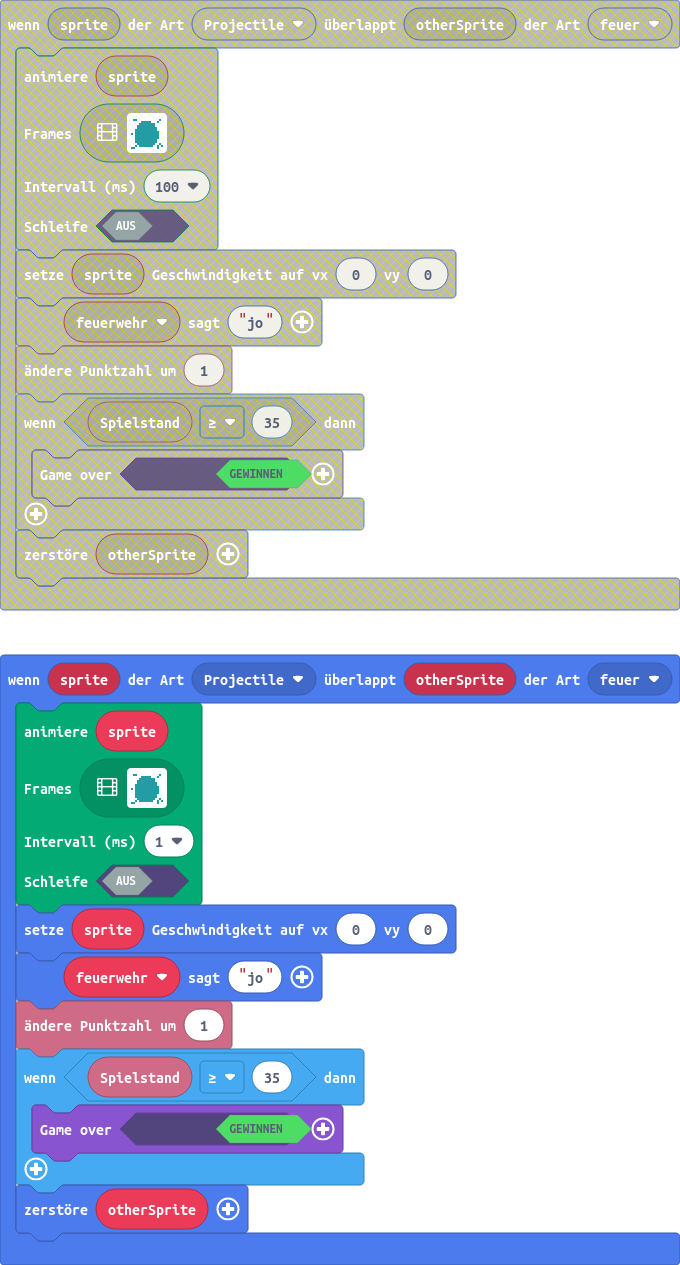 wenn sprite der Art Projectile überlappt otherSprite der Art feuer
animiere sprite
Frames
Intervall (ms) 100
Schleife AUS
setze sprite Geschwindigkeit auf vx 0 vy 0
feuerwehr sagt "jo"
ändere Punktzahl um 1
wenn Spielstand ≥ 35 dann
Game over GEWINNEN
zerstöre otherSprite
wenn sprite der Art Projectile überlappt otherSprite der Art feuer
animiere sprite
Frames
Intervall (ms) 1
Schleife AUS
setze sprite Geschwindigkeit auf vx 0 vy 0
feuerwehr sagt "jo"
ändere Punktzahl um 1
wenn Spielstand ≥ 35 dann
Game over GEWINNEN
zerstöre otherSprite